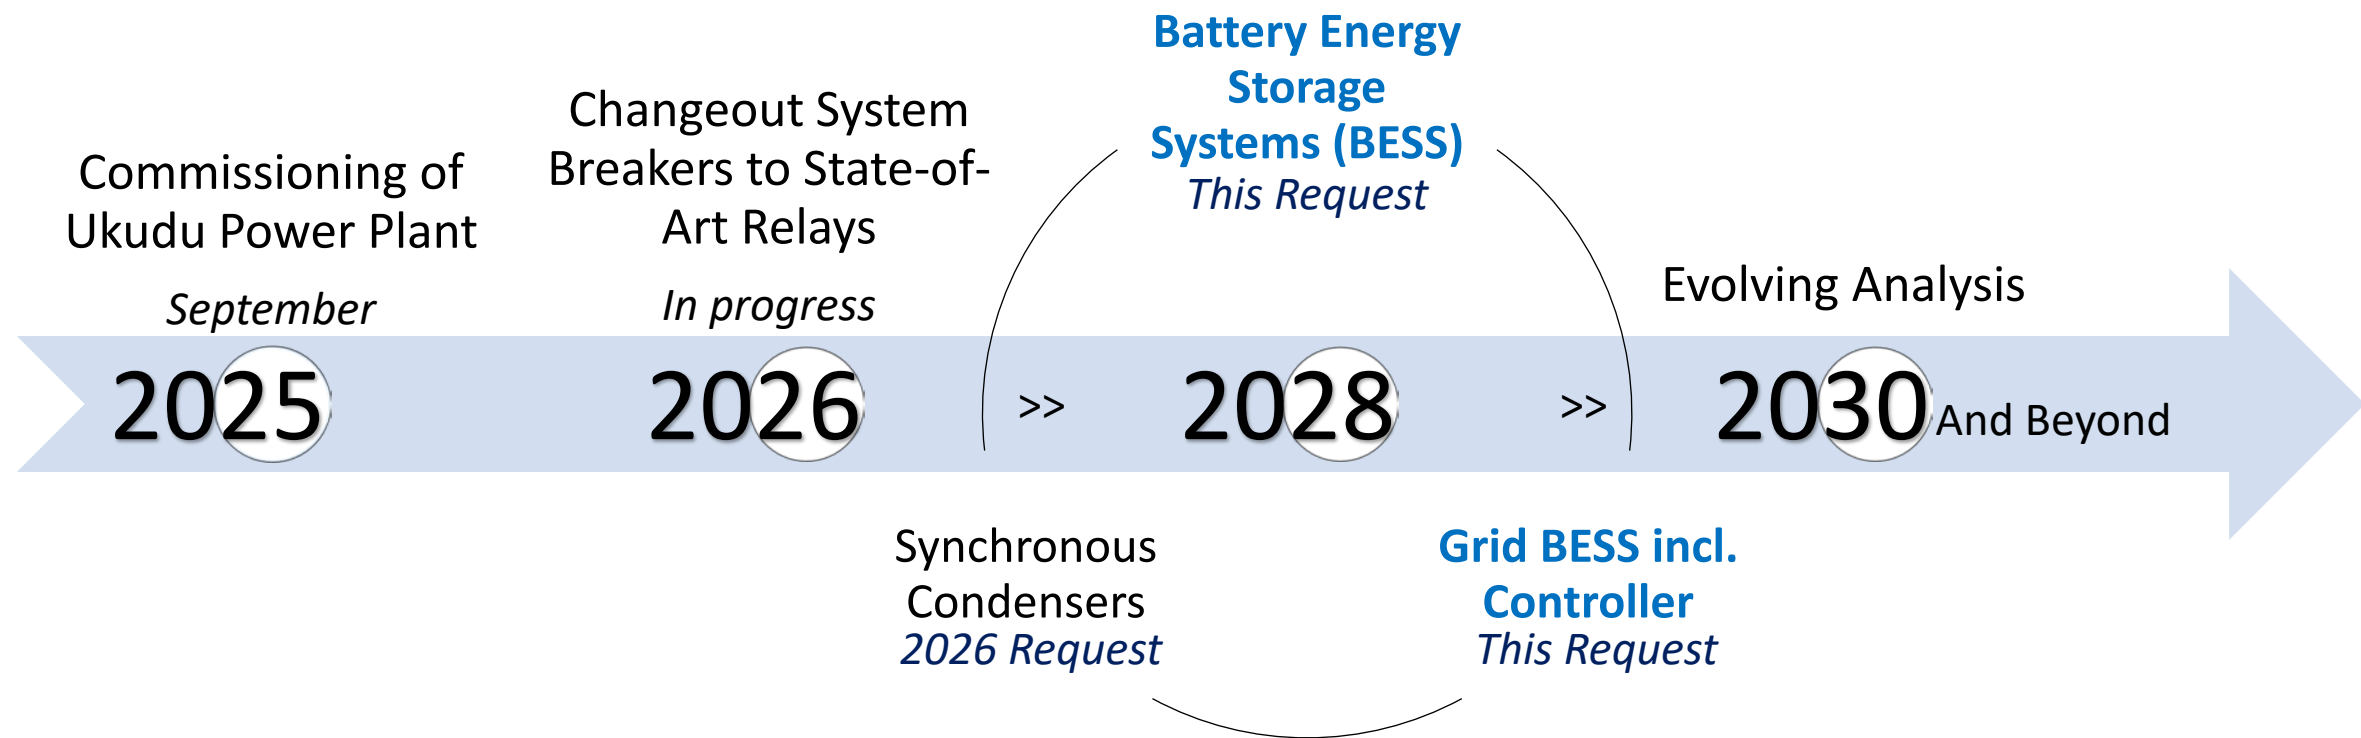 Commissioning of
Ukudu Power Plant
September
Changeout System
Breakers to State-of-
Art Relays
In progress
Battery Energy
Storage
Systems (BESS)
This Request
Evolving Analysis
2025
2026
>>
2028
>>
2030 And Beyond
Synchronous
Condensers
2026 Request
Grid BESS incl.
Controller
This Request